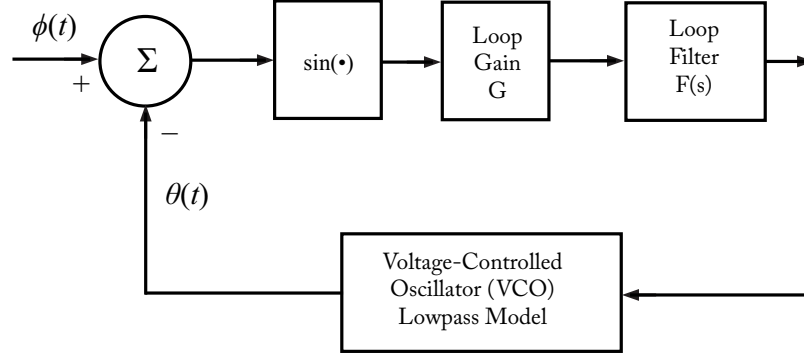 ϕ(t)
+
Σ
−
sin(•)
Loop
Gain
G
Loop
Filter
F(s)
θ(t)
Voltage-Controlled
Oscillator (VCO)
Lowpass Model